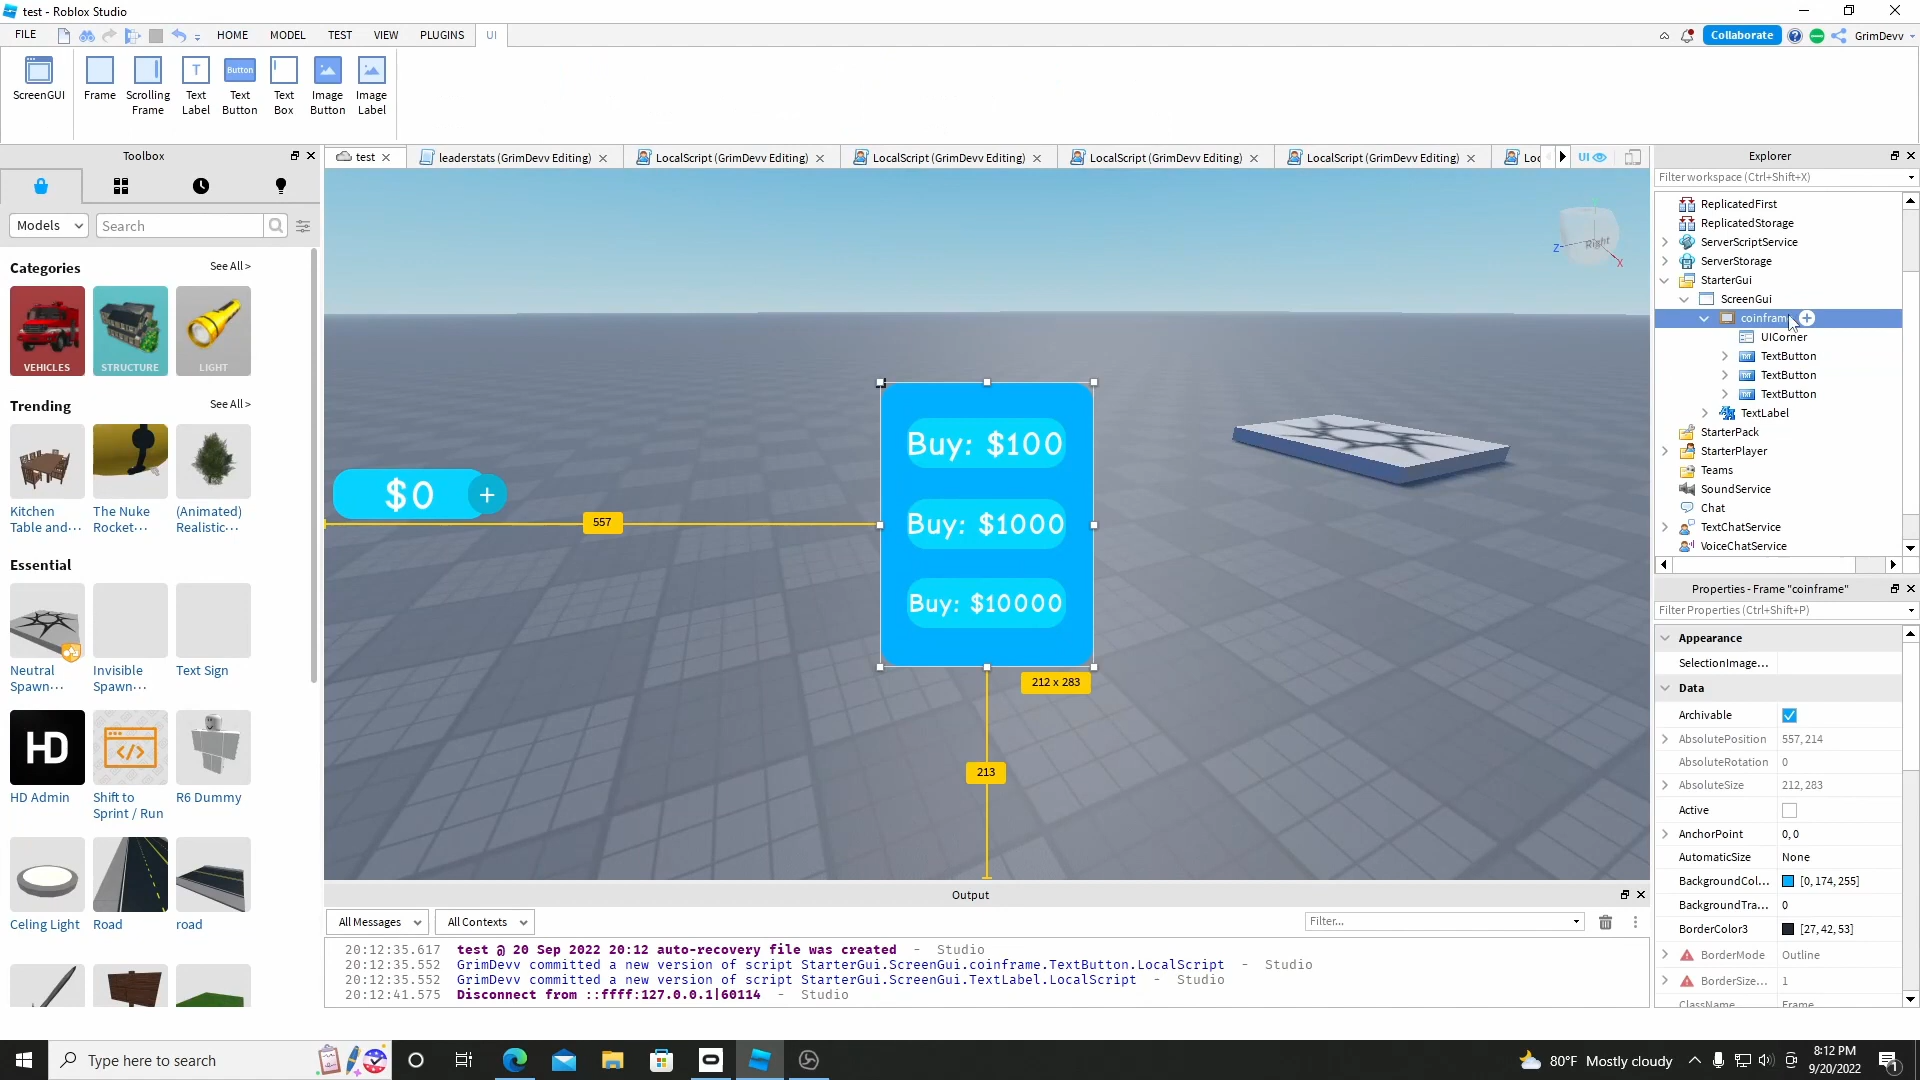 test - Roblox Studio
FILE HOME MODEL TEST VIEW PLUGINS UI
Collaborate GrimDevv
ScreenGUI
Frame
Scrolling Frame
Text Label
Button
Text Button
Text Box
Image Button
Image Label
Toolbox
Models Search
Categories See All >
VEHICLES STRUCTURE LIGHT
Trending See All >
Kitchen Table and···
The Nuke Rocket···
(Animated) Realistic···
Essential
Neutral Spawn···
Invisible Spawn···
Text Sign
HD
HD Admin
Shift to Sprint / Run
R6 Dummy
Celing Light
Road
road
test
leaderstats (GrimDevv Editing)
LocalScript (GrimDevv Editing)
LocalScript (GrimDevv Editing)
LocalScript (GrimDevv Editing)
LocalScript (GrimDevv Editing)
Loc
UI
Right
Z
X
$0 +
557
Buy: $100
Buy: $1000
Buy: $10000
212 x 283
213
Explorer
Filter workspace (Ctrl+Shift+X)
ReplicatedFirst
ReplicatedStorage
ServerScriptService
ServerStorage
StarterGui
ScreenGui
coinframe
UICorner
TextButton
TextButton
TextButton
TextLabel
StarterPack
StarterPlayer
Teams
SoundService
Chat
TextChatService
VoiceChatService
Properties - Frame "coinframe"
Filter Properties (Ctrl+Shift+P)
Appearance
SelectionImage...
Data
Archivable
AbsolutePosition 557, 214
AbsoluteRotation 0
AbsoluteSize 212, 283
Active
AnchorPoint 0, 0
AutomaticSize None
BackgroundCol... [0, 174, 255]
BackgroundTra... 0
BorderColor3 [27, 42, 53]
BorderMode Outline
BorderSize... 1
ClassName Frame
Output
All Messages All Contexts Filter...
20:12:35.617 test @ 20 Sep 2022 20:12 auto-recovery file was created - Studio
20:12:35.552 GrimDevv committed a new version of script StarterGui.ScreenGui.coinframe.TextButton.LocalScript - Studio
20:12:35.552 GrimDevv committed a new version of script StarterGui.ScreenGui.TextLabel.LocalScript - Studio
20:12:41.575 Disconnect from ::ffff:127.0.0.1|60114 - Studio
Type here to search
80°F Mostly cloudy
8:12 PM
9/20/2022
1